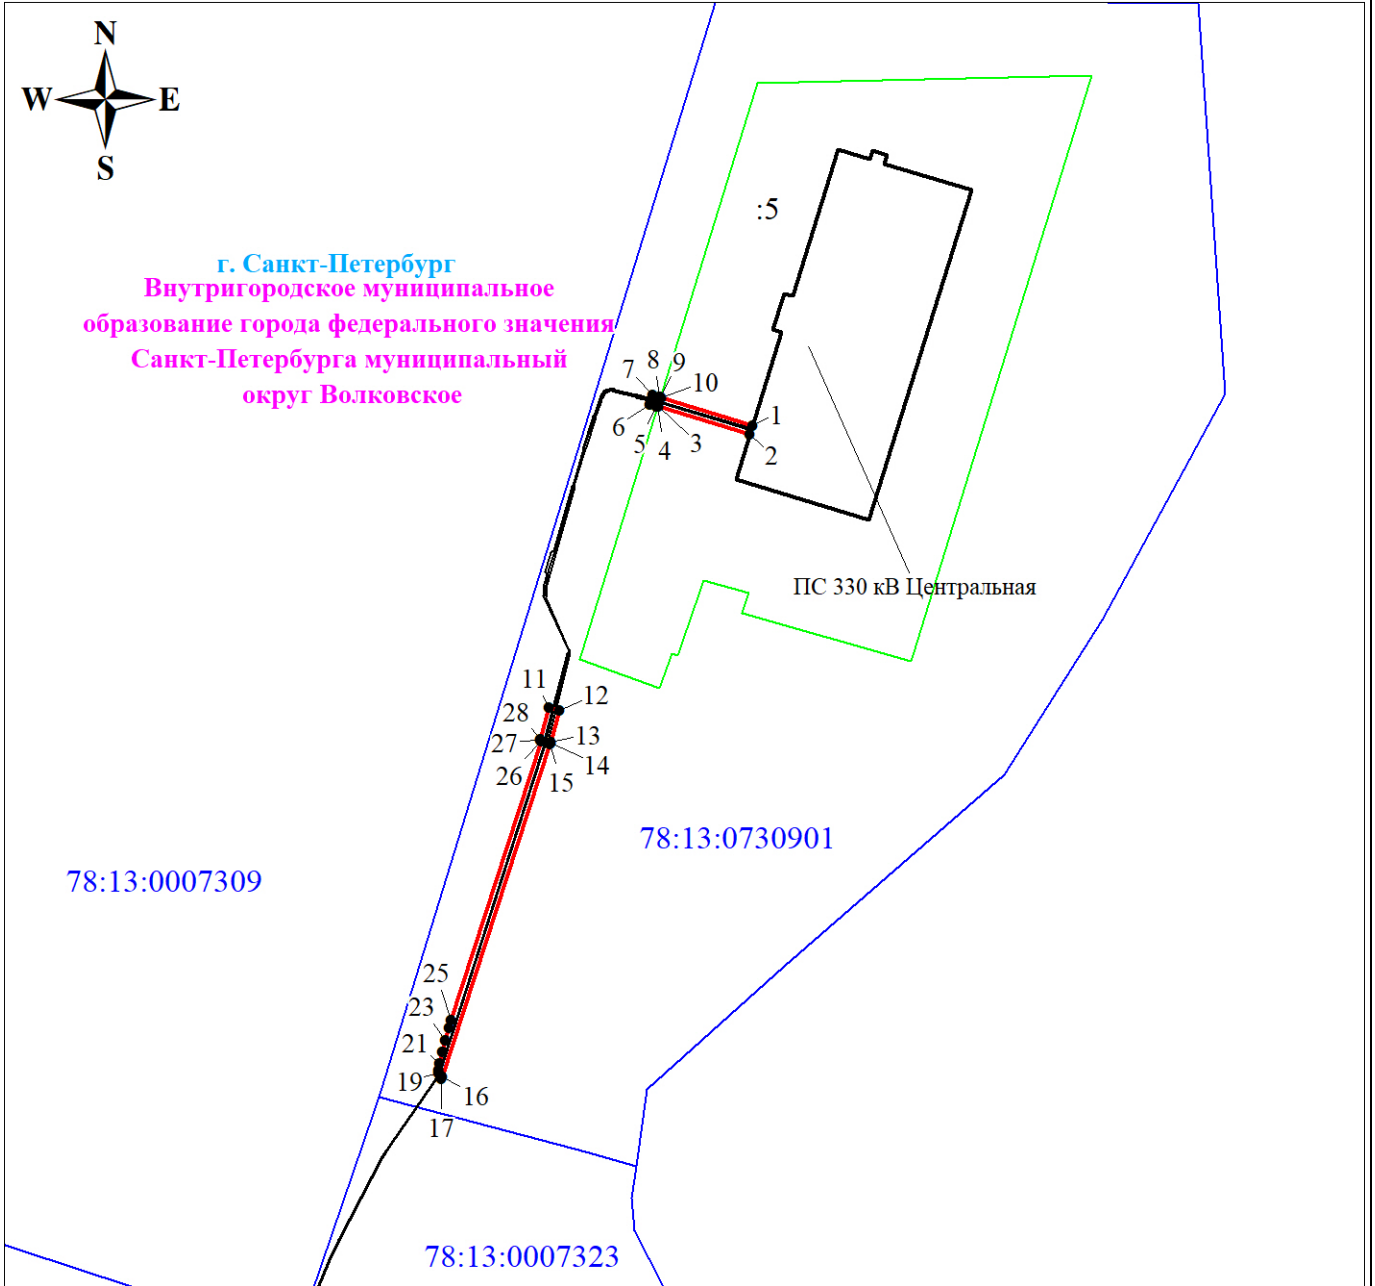 N
W
E
S
:5
г. Санкт-Петербург
Внутригородское муниципальное
образование города федерального значения
Санкт-Петербурга муниципальный
округ Волковское
7
8
9
10
6
5
4
3
1
2
ПС 330 кВ Центральная
11
12
28
13
27
14
26
15
78:13:0730901
78:13:0007309
25
23
21
19
16
17
78:13:0007323